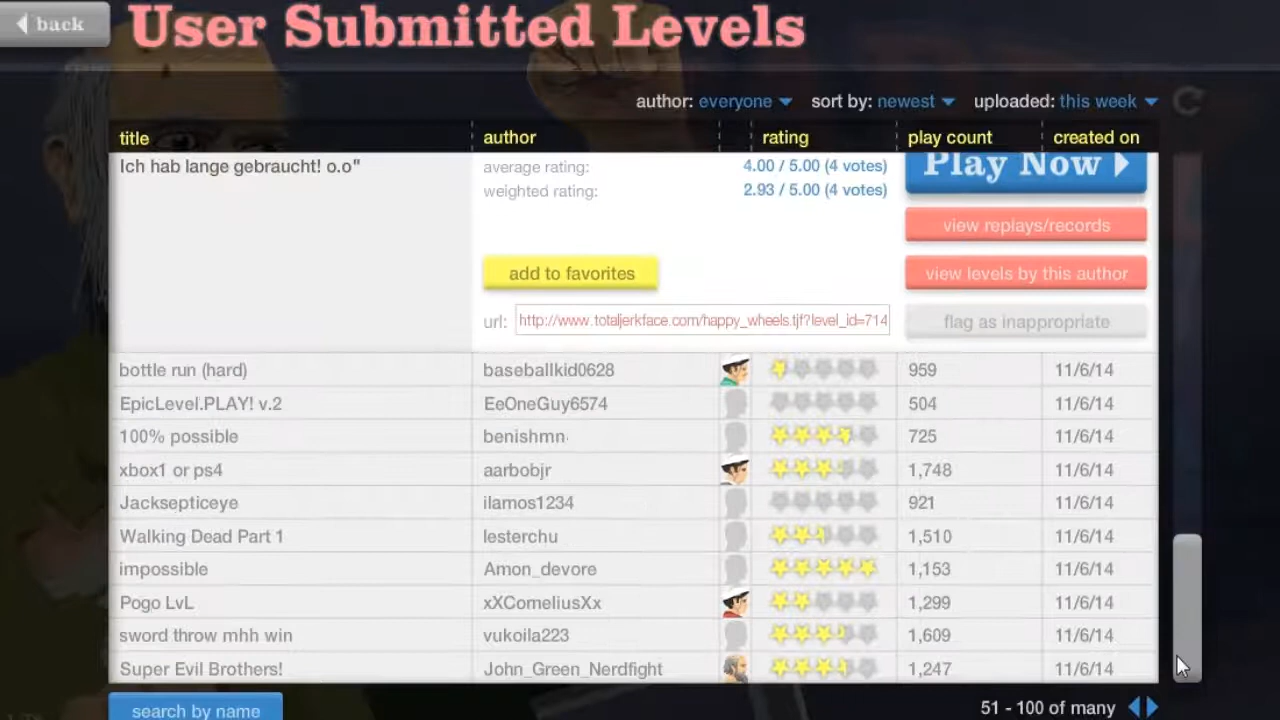 back
User Submitted Levels
author: everyone sort by: newest uploaded: this week
title author rating play count created on
Ich hab lange gebraucht! o.o"
average rating: 4.00 / 5.00 (4 votes)
weighted rating: 2.93 / 5.00 (4 votes)
Play Now
view replays/records
add to favorites
view levels by this author
url: http://www.totaljerkface.com/happy_wheels.tjf?level_id=714
flag as inappropriate
bottle run (hard) baseballkid0628 959 11/6/14
EpicLevel.PLAY! v.2 EeOneGuy6574 504 11/6/14
100% possible benishmn 725 11/6/14
xbox1 or ps4 aarbobjr 1,748 11/6/14
Jacksepticeye ilamos1234 921 11/6/14
Walking Dead Part 1 lesterchu 1,510 11/6/14
impossible Amon_devore 1,153 11/6/14
Pogo LvL xXCorneliusXx 1,299 11/6/14
sword throw mhh win vukoila223 1,609 11/6/14
Super Evil Brothers! John_Green_Nerdfight 1,247 11/6/14
search by name
51 - 100 of many